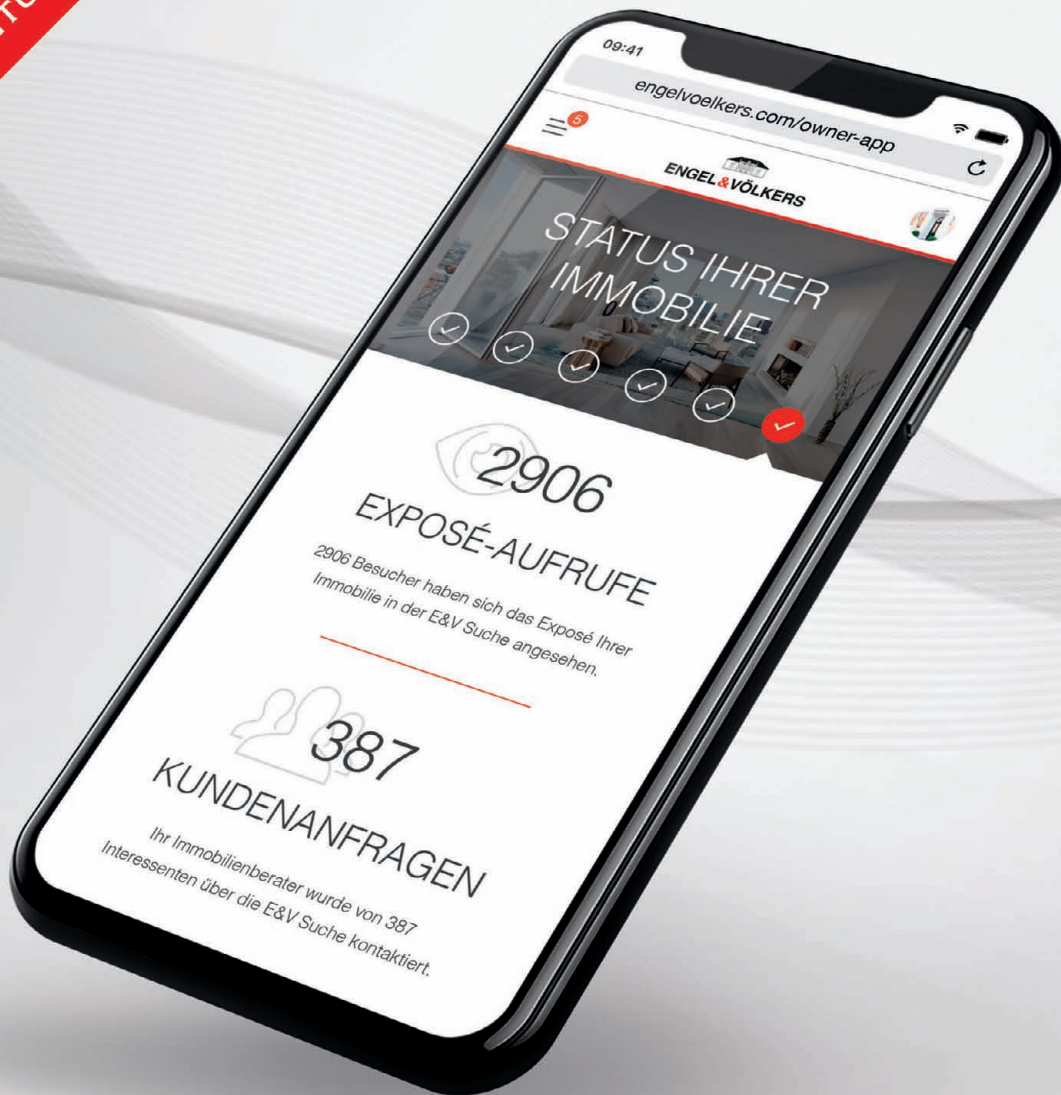 09:41
engelvoelkers.com/owner-app
5
ENGEL&VÖLKERS
STATUS IHRER
IMMOBILIE
2906
EXPOSÉ-AUFRUFE
2906 Besucher haben sich das Exposé Ihrer
Immobilie in der E&V Suche angesehen.
387
KUNDENANFRAGEN
Ihr Immobilienberater wurde von 387
Interessenten über die E&V Suche kontaktiert.